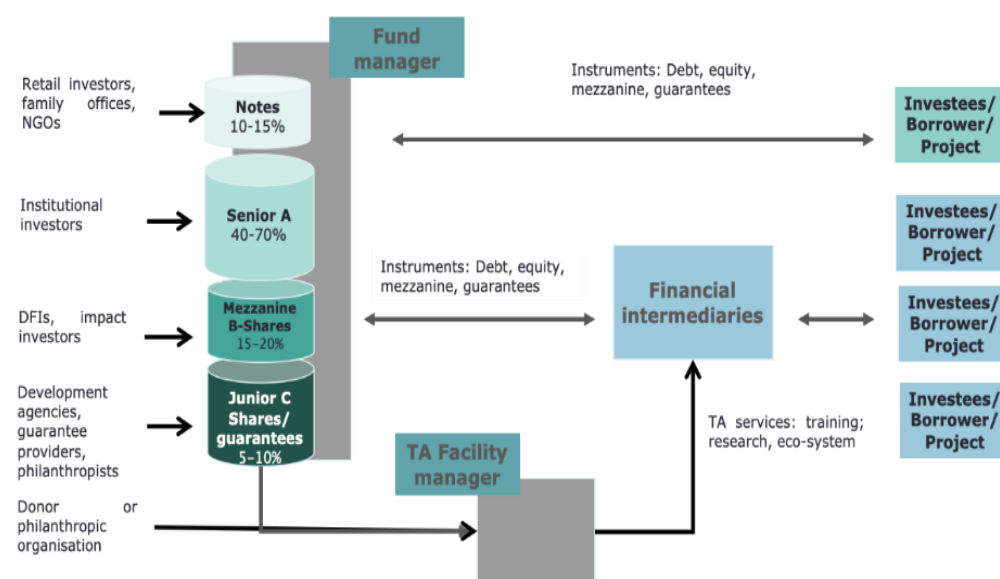 Fund
manager
Retail investors,
family offices,
NGOs
Notes
10-15%
Instruments: Debt, equity,
mezzanine, guarantees
Investees/
Borrower/
Project
Institutional
investors
Senior A
40-70%
Investees/
Borrower/
Project
Instruments: Debt, equity,
mezzanine, guarantees
Financial
intermediaries
DFIs, impact
investors
Mezzanine
B-Shares
15-20%
Investees/
Borrower/
Project
Development
agencies,
guarantee
providers,
philanthropists
Junior C
Shares/
guarantees
5-10%
Investees/
Borrower/
Project
TA services: training;
research, eco-system
TA Facility
manager
Donor or
philanthropic
organisation